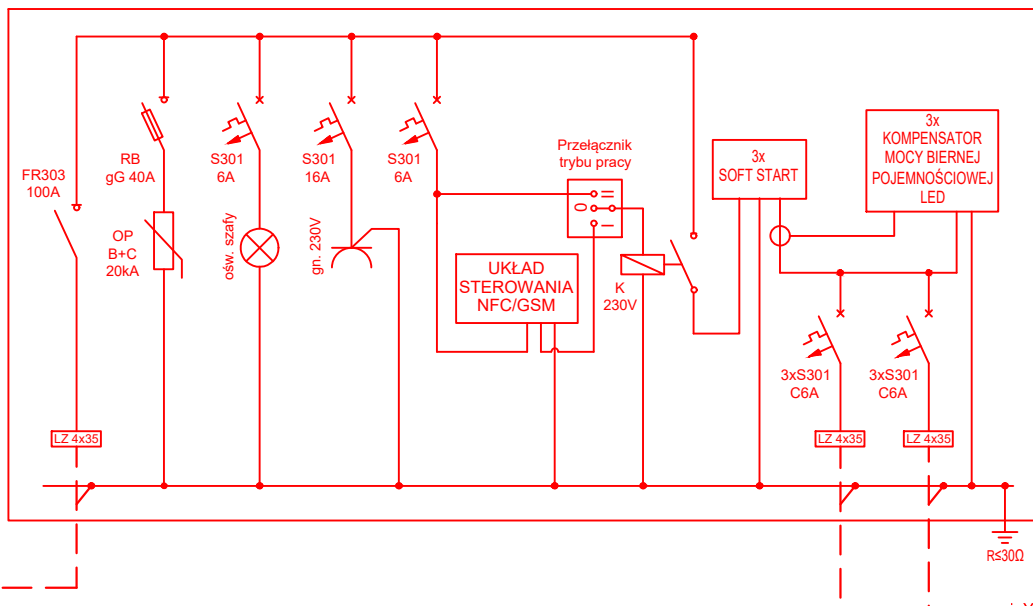 FR303
100A
RB
gG 40A
OP
B+C
20kA
S301
6A
ośw. szafy
S301
16A
gn. 230V
S301
6A
Przełącznik
trybu pracy
II
0
I
UKŁAD
STEROWANIA
NFC/GSM
K
230V
3x
SOFT START
3x
KOMPENSATOR
MOCY BIERNEJ
POJEMNOŚCIOWEJ
LED
3xS301
C6A
3xS301
C6A
LZ 4x35
LZ 4x35
LZ 4x35
R≤30Ω